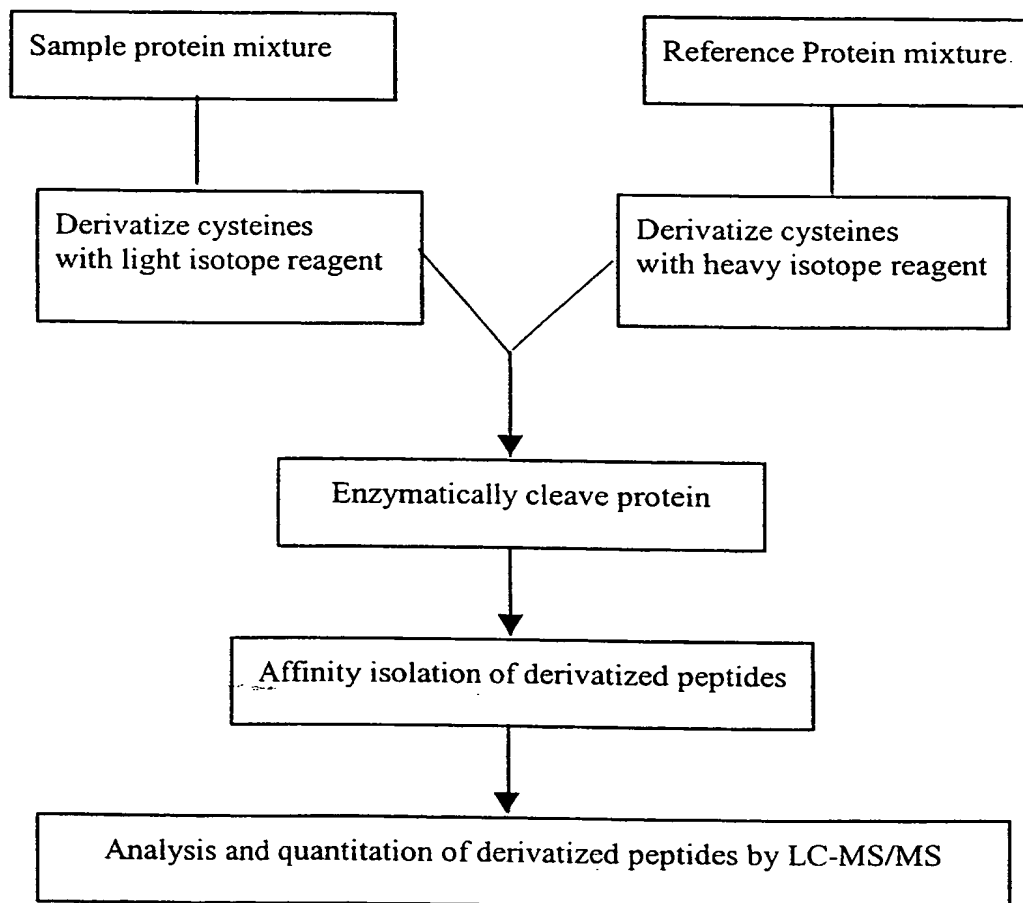 Sample protein mixture
Reference Protein mixture
Derivatize cysteines
with light isotope reagent
Derivatize cysteines
with heavy isotope reagent
Enzymatically cleave protein
Affinity isolation of derivatized peptides
Analysis and quantitation of derivatized peptides by LC-MS/MS